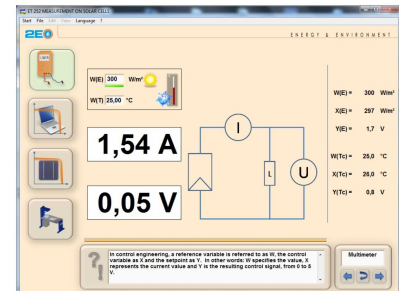 ET 252 MEASUREMENT ON SOLAR CELLS
Start File Edit View Language ?
2E
ENERGY & ENVIRONMENT
W(E) 300 W/m²
W(T) 25,00 °C
1,54 A
0,05 V
I
L
U
W(E) = 300 W/m²
X(E) = 297 W/m²
Y(E) = 1,7 V
W(Tc) = 25,0 °C
X(Tc) = 26,0 °C
Y(Tc) = 0,8 V
In control engineering, a reference variable is referred to as W, the control
variable as X and the setpoint as Y. In other words: W specifies the value, X
represents the current value and Y is the resulting control signal, from 0 to 5
V.
Multimeter